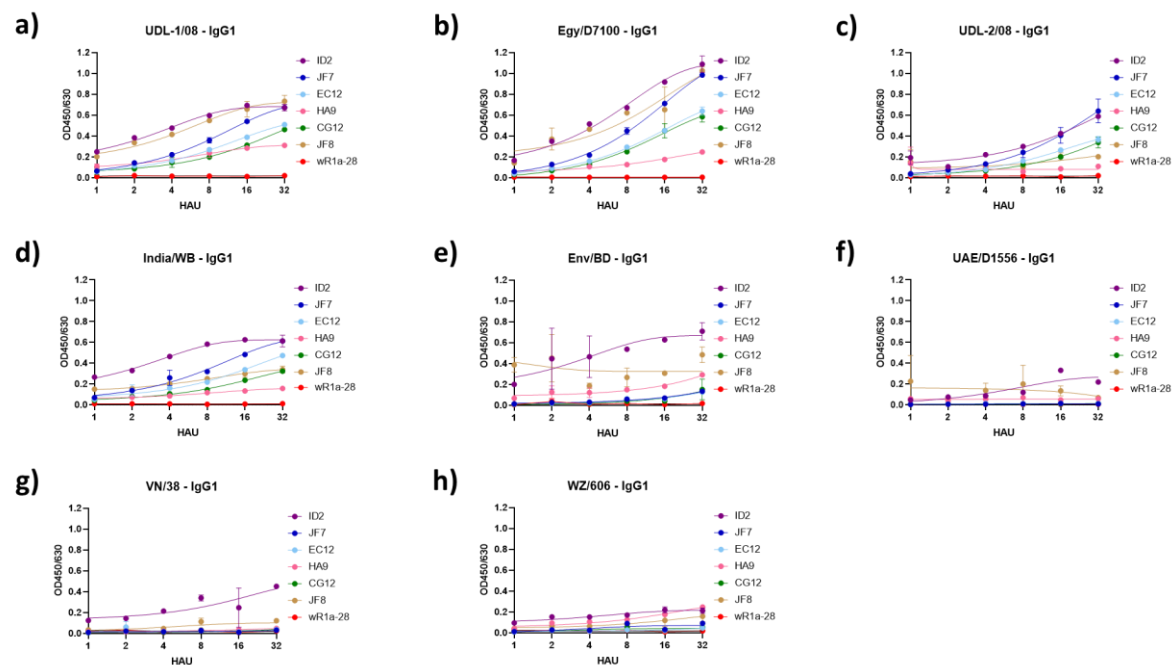 a)
UDL-1/08 - IgG1
OD450/630
1.2
1.0
0.8
0.6
0.4
0.2
0.0
1 2 4 8 16 32
HAU
ID2
JF7
EC12
HA9
CG12
JF8
wR1a-28
b)
Egy/D7100 - IgG1
OD450/630
1.2
1.0
0.8
0.6
0.4
0.2
0.0
1 2 4 8 16 32
HAU
ID2
JF7
EC12
HA9
CG12
JF8
wR1a-28
c)
UDL-2/08 - IgG1
OD450/630
1.2
1.0
0.8
0.6
0.4
0.2
0.0
1 2 4 8 16 32
HAU
ID2
JF7
EC12
HA9
CG12
JF8
wR1a-28
d)
India/WB - IgG1
OD450/630
1.2
1.0
0.8
0.6
0.4
0.2
0.0
1 2 4 8 16 32
HAU
ID2
JF7
EC12
HA9
CG12
JF8
wR1a-28
e)
Env/BD - IgG1
OD450/630
1.2
1.0
0.8
0.6
0.4
0.2
0.0
1 2 4 8 16 32
HAU
ID2
JF7
EC12
HA9
CG12
JF8
wR1a-28
f)
UAE/D1556 - IgG1
OD450/630
1.2
1.0
0.8
0.6
0.4
0.2
0.0
1 2 4 8 16 32
HAU
ID2
JF7
EC12
HA9
CG12
JF8
wR1a-28
g)
VN/38 - IgG1
OD450/630
1.2
1.0
0.8
0.6
0.4
0.2
0.0
1 2 4 8 16 32
HAU
ID2
JF7
EC12
HA9
CG12
JF8
wR1a-28
h)
WZ/606 - IgG1
OD450/630
1.2
1.0
0.8
0.6
0.4
0.2
0.0
1 2 4 8 16 32
HAU
ID2
JF7
EC12
HA9
CG12
JF8
wR1a-28